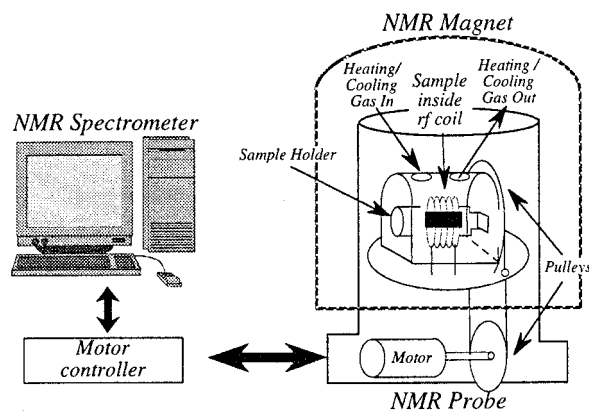 NMR Magnet
Heating/
Cooling
Gas In
Sample
inside
rf coil
Heating /
Cooling
Gas Out
NMR Spectrometer
Sample Holder
Pulleys
Motor
controller
Motor
NMR Probe